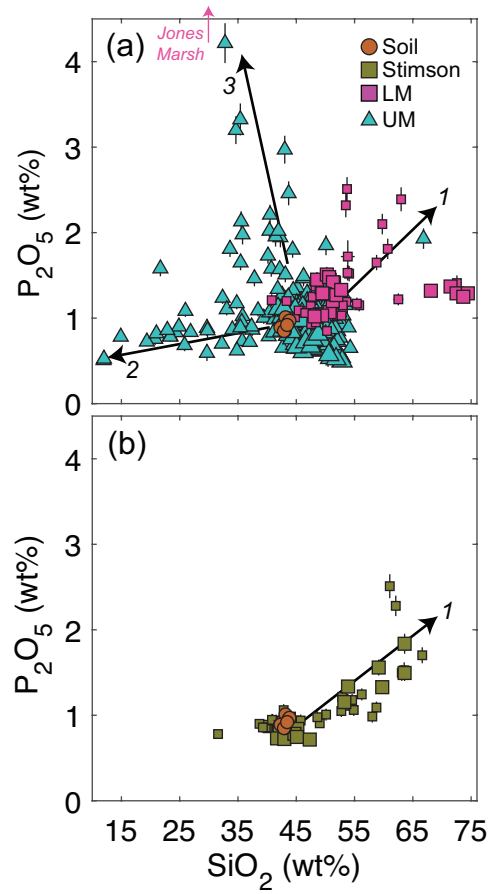 (a)
Jones
Marsh
Soil
Stimson
LM
UM
3
1
2
4
3
2
1
0
P₂O₅ (wt%)
(b)
1
4
3
2
1
0
P₂O₅ (wt%)
15 25 35 45 55 65 75
SiO₂ (wt%)